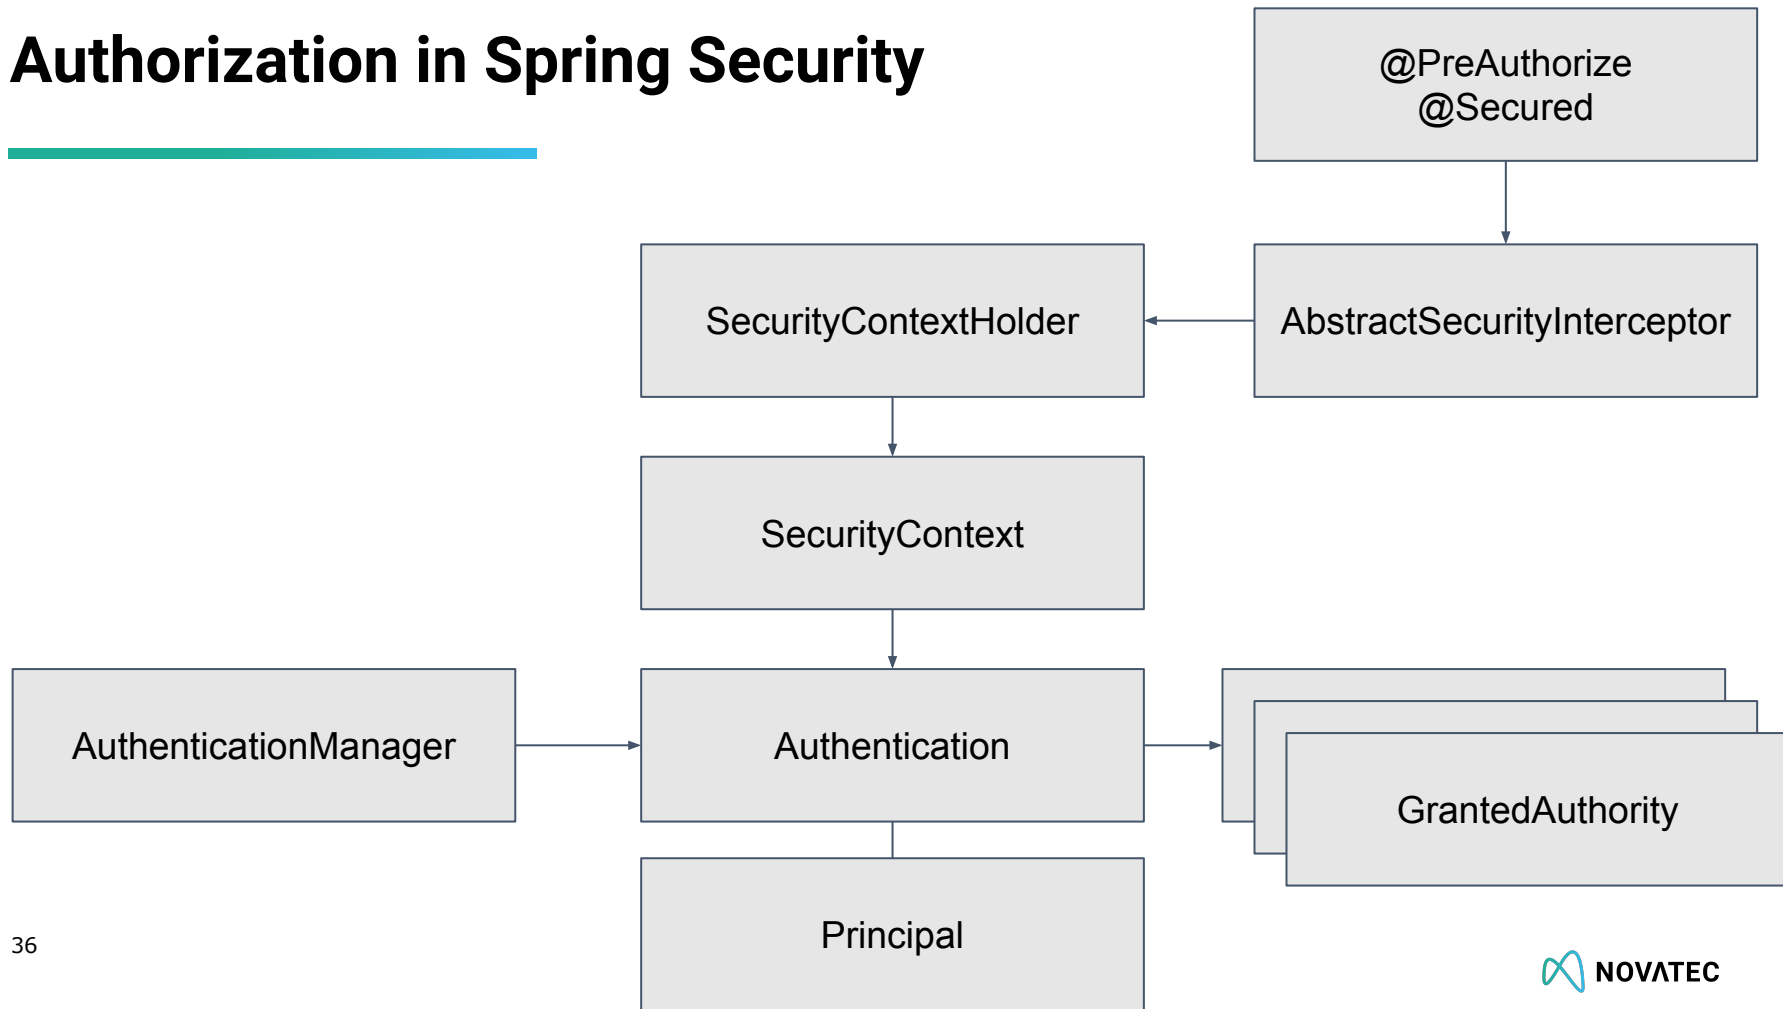 Authorization in Spring Security
@PreAuthorize
@Secured
SecurityContextHolder
AbstractSecurityInterceptor
SecurityContext
AuthenticationManager
Authentication
GrantedAuthority
Principal
36
NOVATEC